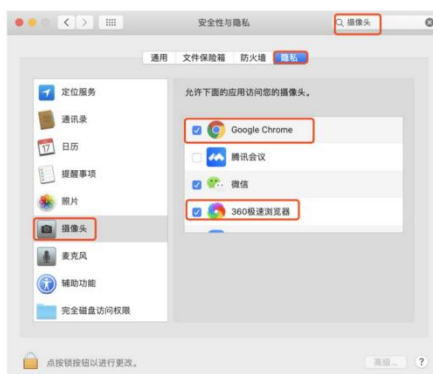 安全性与隐私
摄像头
通用 文件保险箱 防火墙 隐私
定位服务
通讯录
17
日历
提醒事项
照片
摄像头
麦克风
辅助功能
完全磁盘访问权限
允许下面的应用访问您的摄像头。
Google Chrome
腾讯会议
微信
360极速浏览器
点按锁按钮以进行更改。
高级...
?